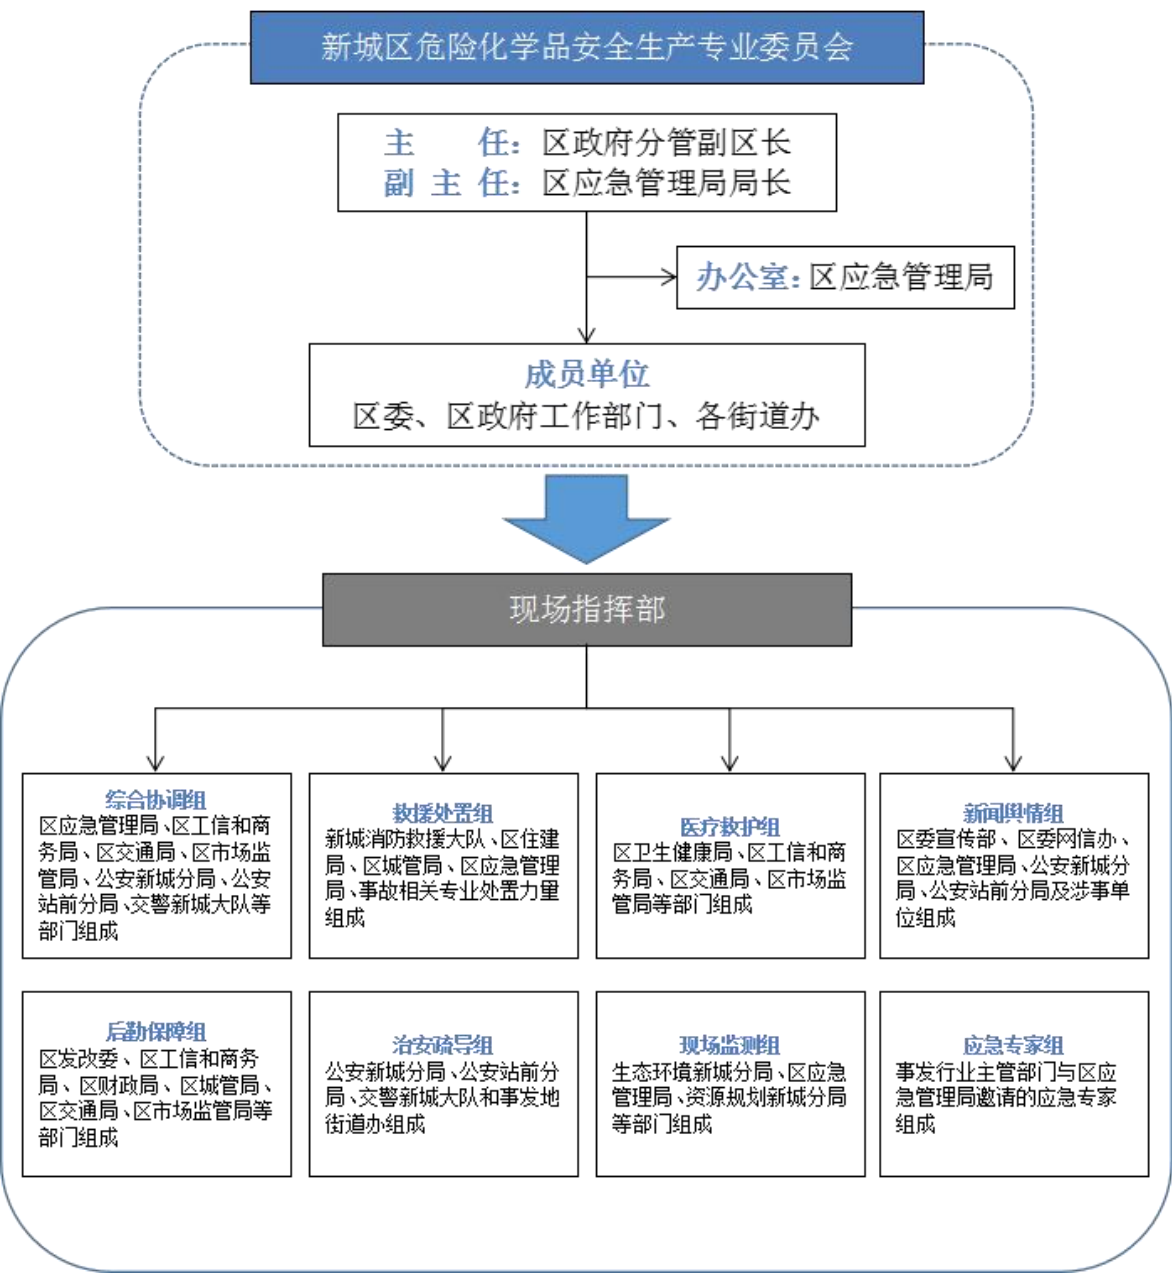 新城区危险化学品安全生产专业委员会
主 任：区政府分管副区长
副 主 任：区应急管理局局长
办公室：区应急管理局
成员单位
区委、区政府工作部门、各街道办
现场指挥部
综合协调组
区应急管理局、区工信和商
务局、区交通局、区市场监
管局、公安新城分局、公安
站前分局、交警新城大队等
部门组成
救援处置组
新城消防救援大队、区住建
局、区城管局、区应急管理
局、事故相关专业处置力量
组成
医疗救护组
区卫生健康局、区工信和商
务局、区交通局、区市场监
管局等部门组成
新闻舆情组
区委宣传部、区委网信办、
区应急管理局、公安新城分
局、公安站前分局及涉事单
位组成
后勤保障组
区发改委、区工信和商务
局、区财政局、区城管局、
区交通局、区市场监管局等
部门组成
治安疏导组
公安新城分局、公安站前分
局、交警新城大队和事发地
街道办组成
现场监测组
生态环境新城分局、区应急
管理局、资源规划新城分局
等部门组成
应急专家组
事发行业主管部门与区应
急管理局邀请的应急专家
组成